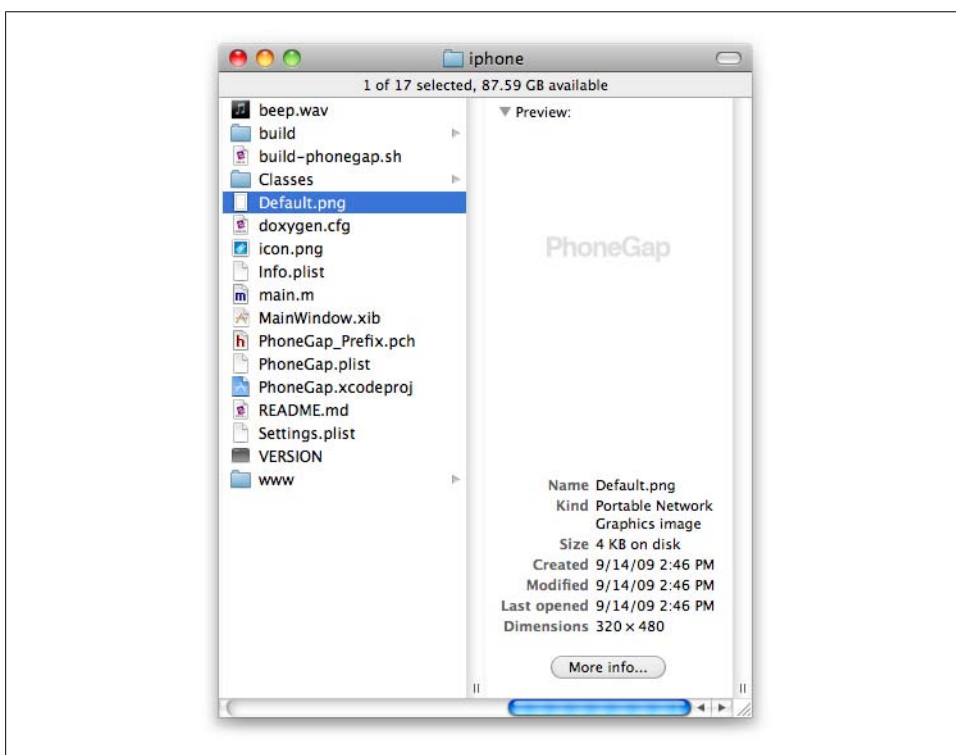 iphone
1 of 17 selected, 87.59 GB available
beep.wav
build
build-phonegap.sh
Classes
Default.png
doxygen.cfg
icon.png
Info.plist
main.m
MainWindow.xib
PhoneGap_Prefix.pch
PhoneGap.plist
PhoneGap.xcodeproj
README.md
Settings.plist
VERSION
www
Preview:
PhoneGap
Name Default.png
Kind Portable Network
Graphics image
Size 4 KB on disk
Created 9/14/09 2:46 PM
Modified 9/14/09 2:46 PM
Last opened 9/14/09 2:46 PM
Dimensions 320 × 480
More info...